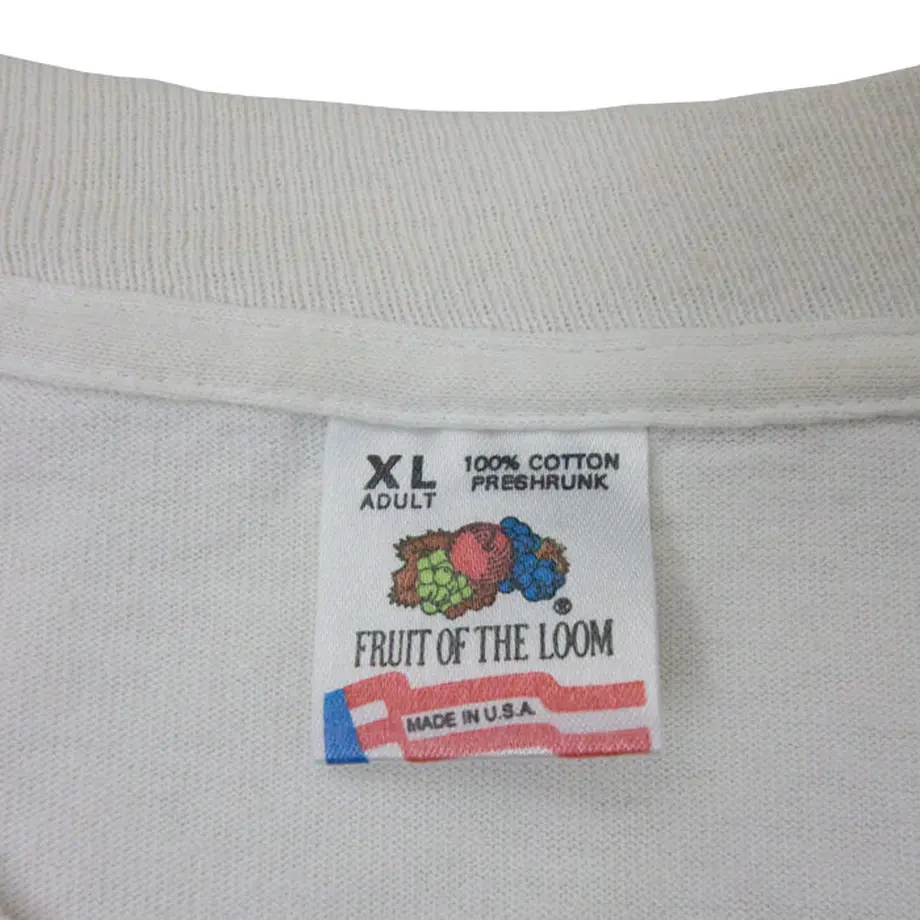 XL 100% COTTON
ADULT PRESHRUNK
®
FRUIT OF THE LOOM
MADE IN U.S.A.